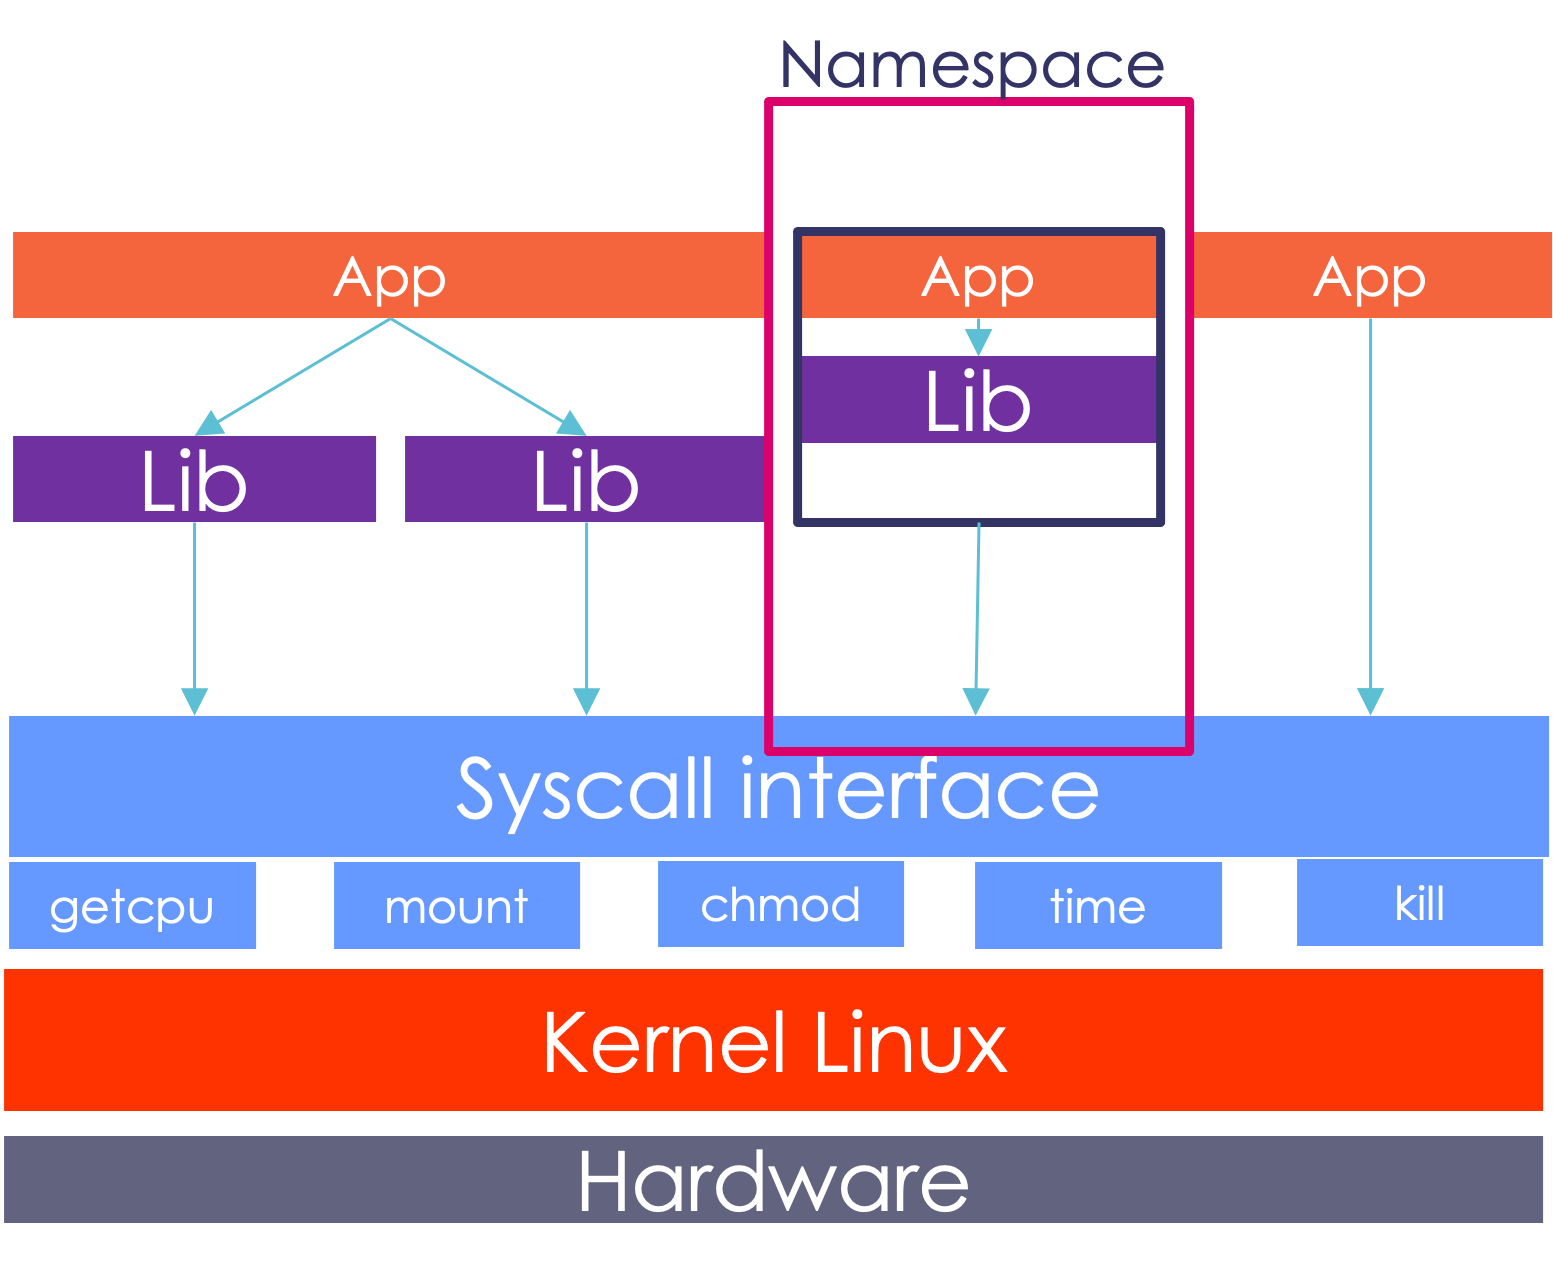 Namespace
App
App
App
Lib
Lib
Lib
Syscall interface
getcpu
mount
chmod
time
kill
Kernel Linux
Hardware